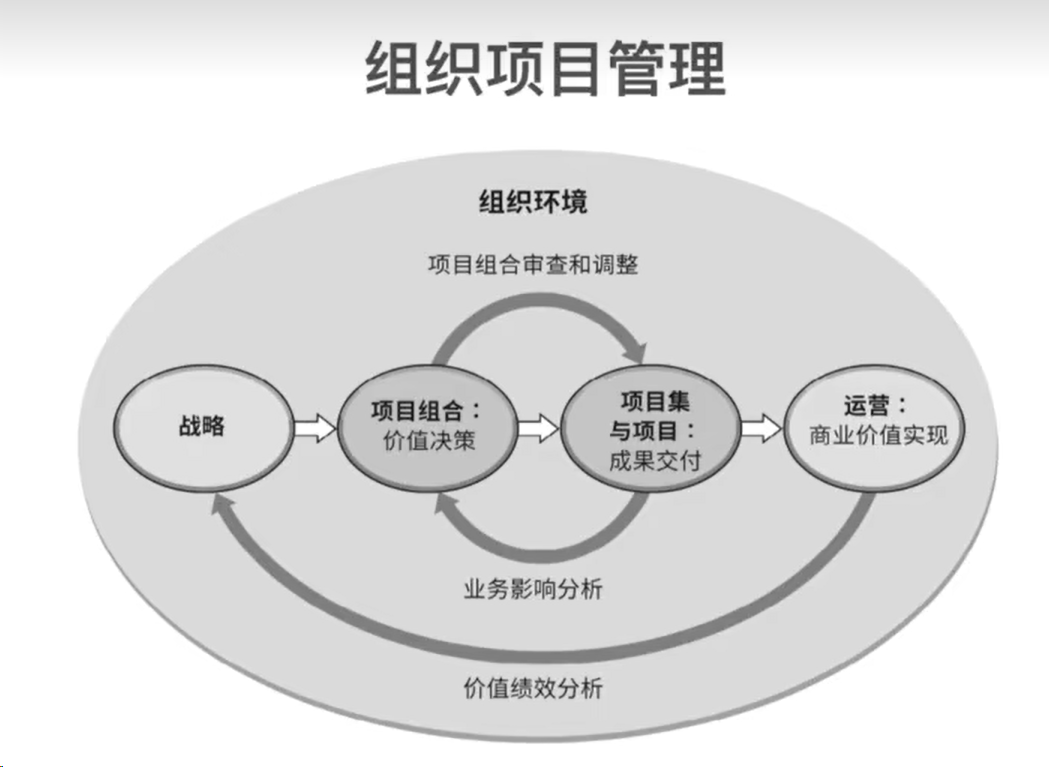 组织项目管理
组织环境
项目组合审查和调整
战略
项目组合：
价值决策
项目集
与项目：
成果交付
运营：
商业价值实现
业务影响分析
价值绩效分析